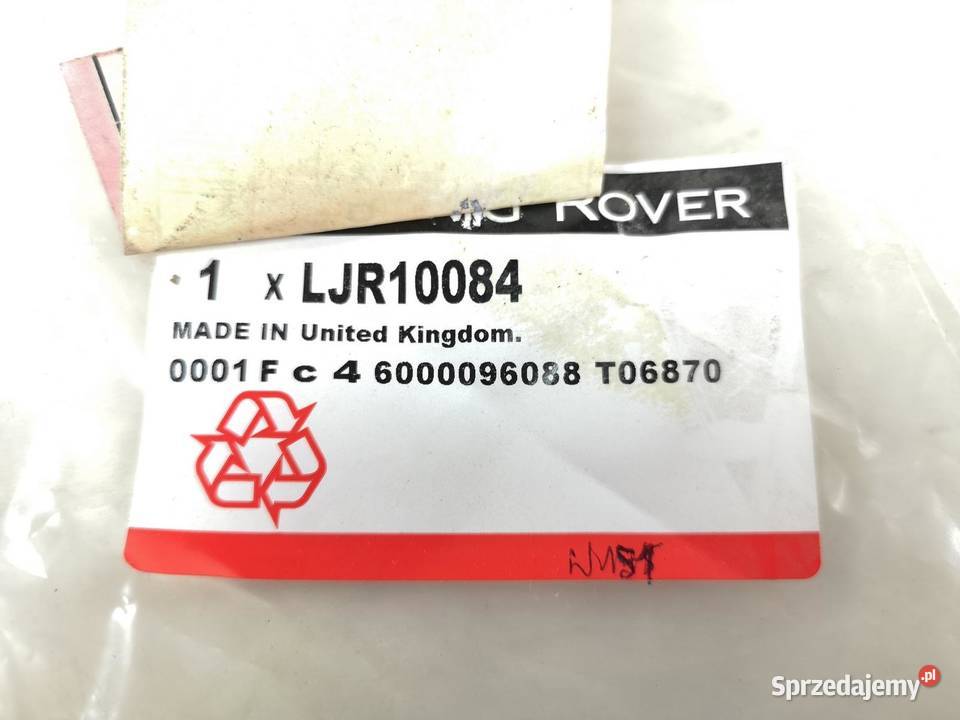 ROVER
1 x LJR10084
MADE IN United Kingdom.
0001 F c 4 6000096088 T06870
Sprzedajemy.pl